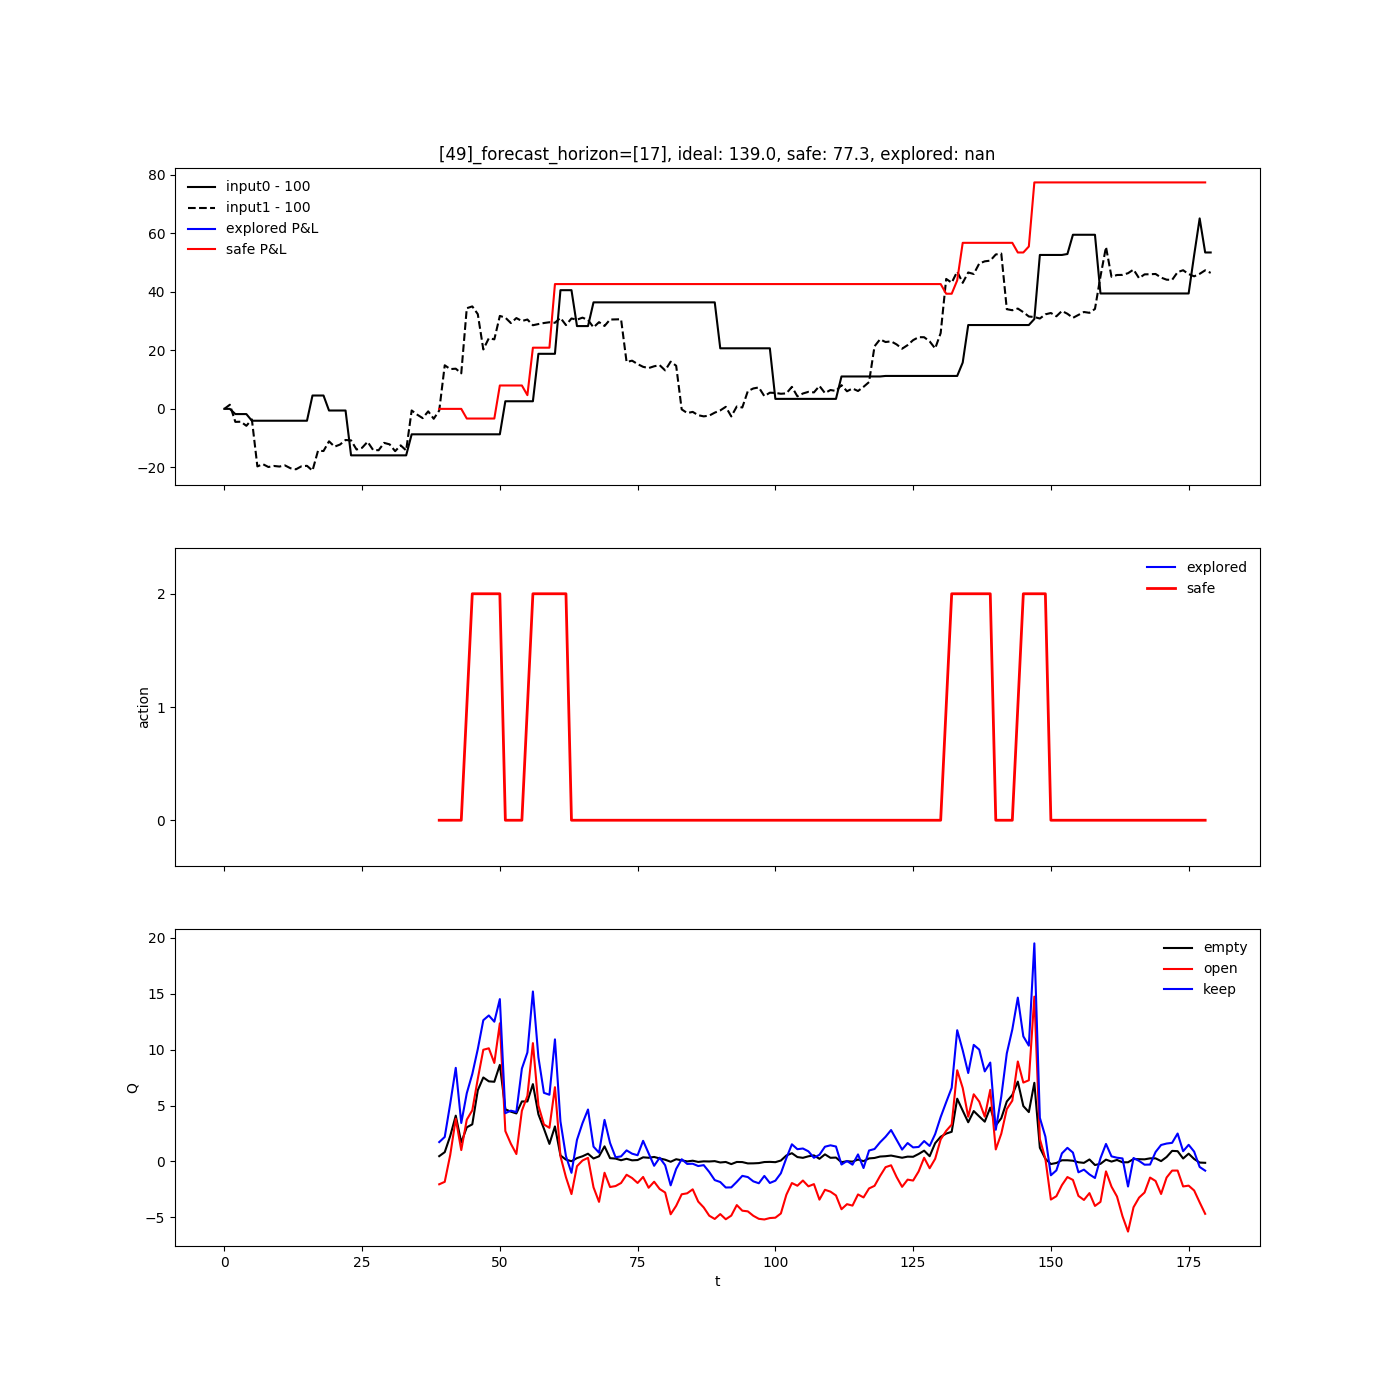 [49]_forecast_horizon=[17], ideal: 139.0, safe: 77.3, explored: nan
80
60
40
20
0
−20
input0 - 100
input1 - 100
explored P&L
safe P&L
2
1
0
action
explored
safe
20
15
10
5
0
−5
Q
empty
open
keep
0 25 50 75 100 125 150 175
t